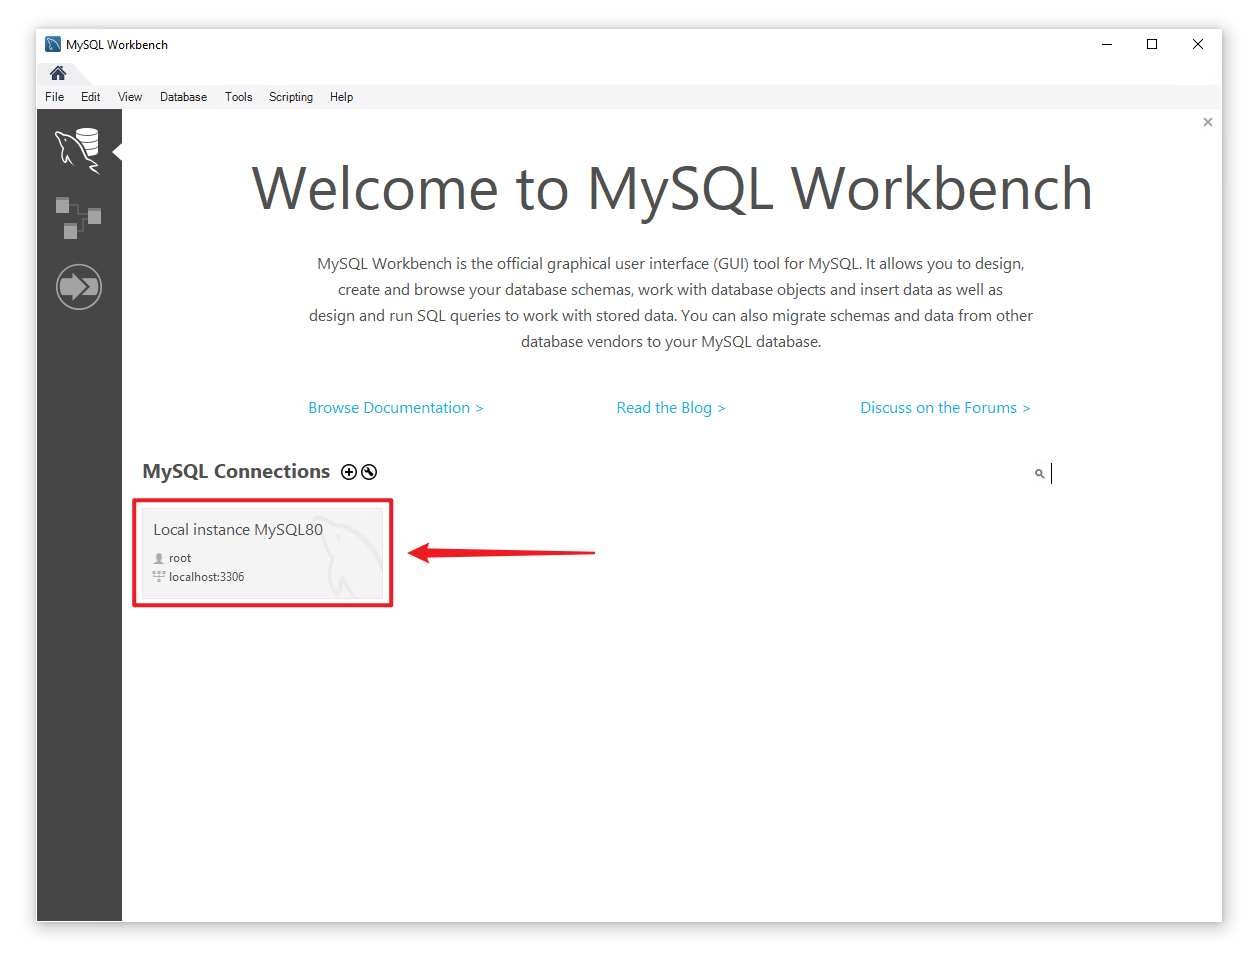 MySQL Workbench
File Edit View Database Tools Scripting Help
Welcome to MySQL Workbench
MySQL Workbench is the official graphical user interface (GUI) tool for MySQL. It allows you to design,
create and browse your database schemas, work with database objects and insert data as well as
design and run SQL queries to work with stored data. You can also migrate schemas and data from other
database vendors to your MySQL database.
Browse Documentation > Read the Blog > Discuss on the Forums >
MySQL Connections
Local instance MySQL80
root
localhost:3306